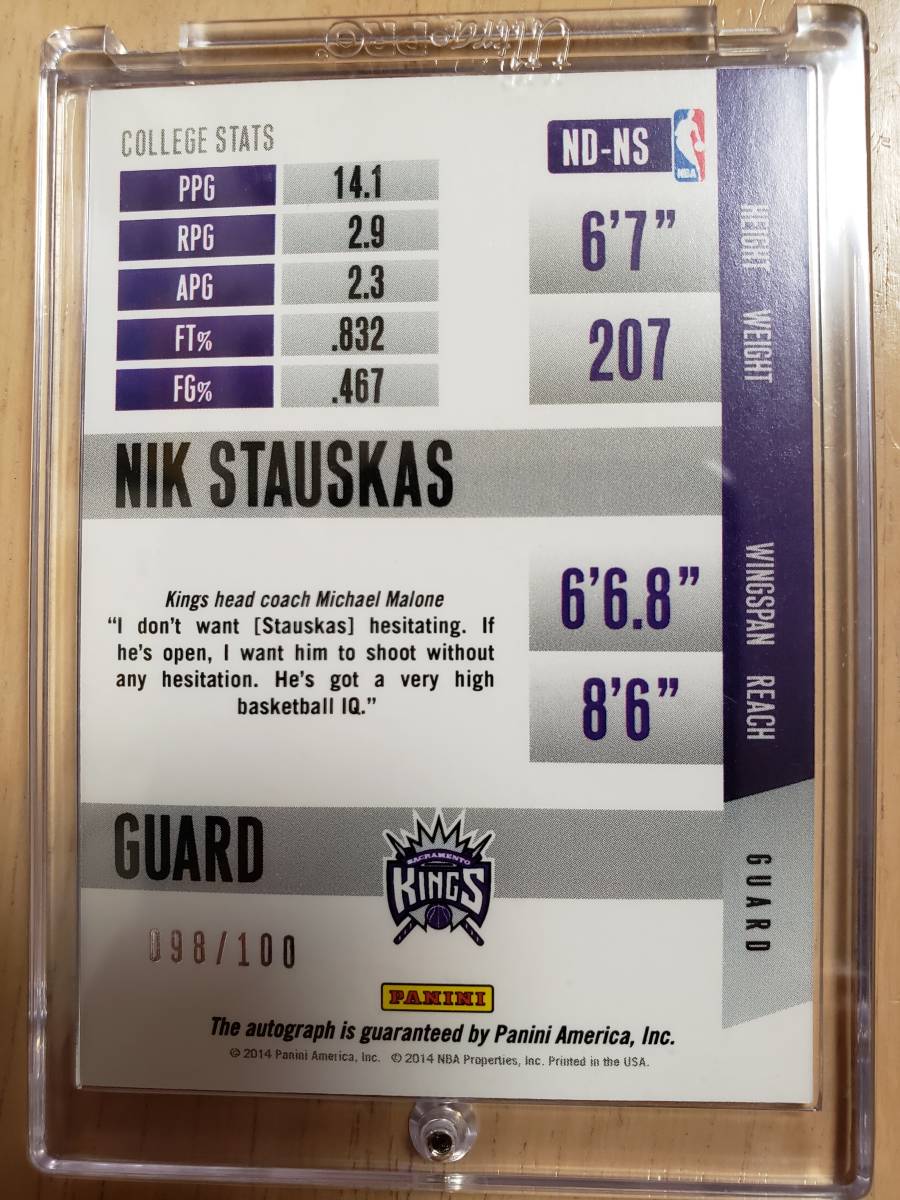 UltraPRO
COLLEGE STATS
PPG 14.1
RPG 2.9
APG 2.3
FT% .832
FG% .467
ND-NS
NBA
6'7”
207
WEIGHT
NIK STAUSKAS
Kings head coach Michael Malone
“I don't want [Stauskas] hesitating. If
he's open, I want him to shoot without
any hesitation. He's got a very high
basketball IQ.”
6'6.8”
8'6”
WINGSPAN
REACH
GUARD
SACRAMENTO
KINGS
GUARD
098/100
PANINI
The autograph is guaranteed by Panini America, Inc.
© 2014 Panini America, Inc. © 2014 NBA Properties, Inc. Printed in the USA.